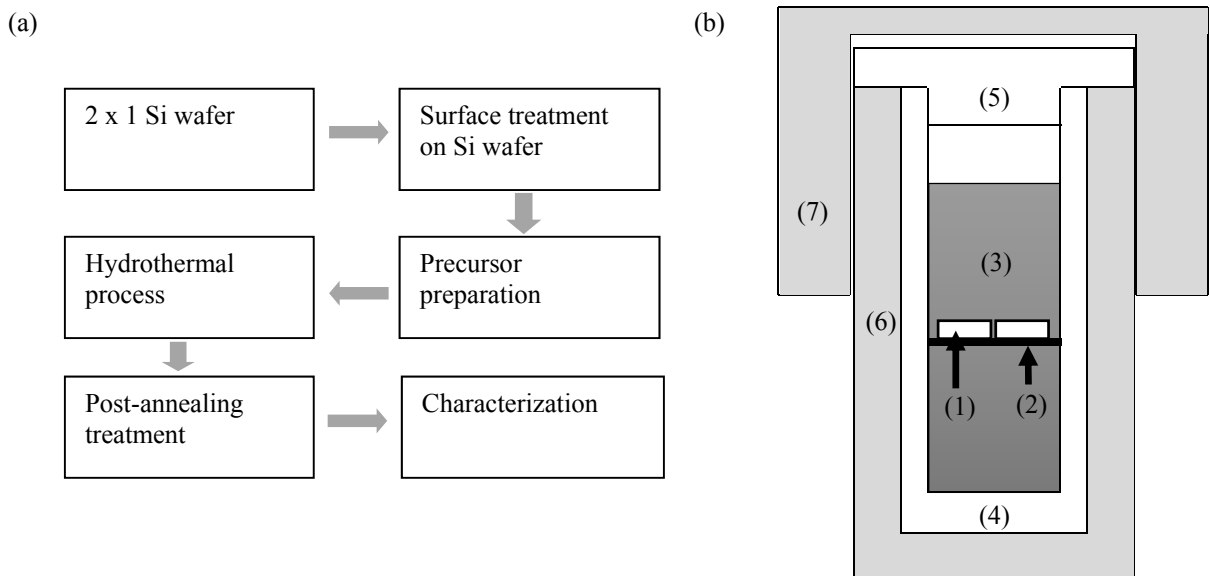 (a)
2 x 1 Si wafer
Surface treatment
on Si wafer
Hydrothermal
process
Precursor
preparation
Post-annealing
treatment
Characterization
(b)
(5)
(7)
(3)
(6)
(1)
(2)
(4)